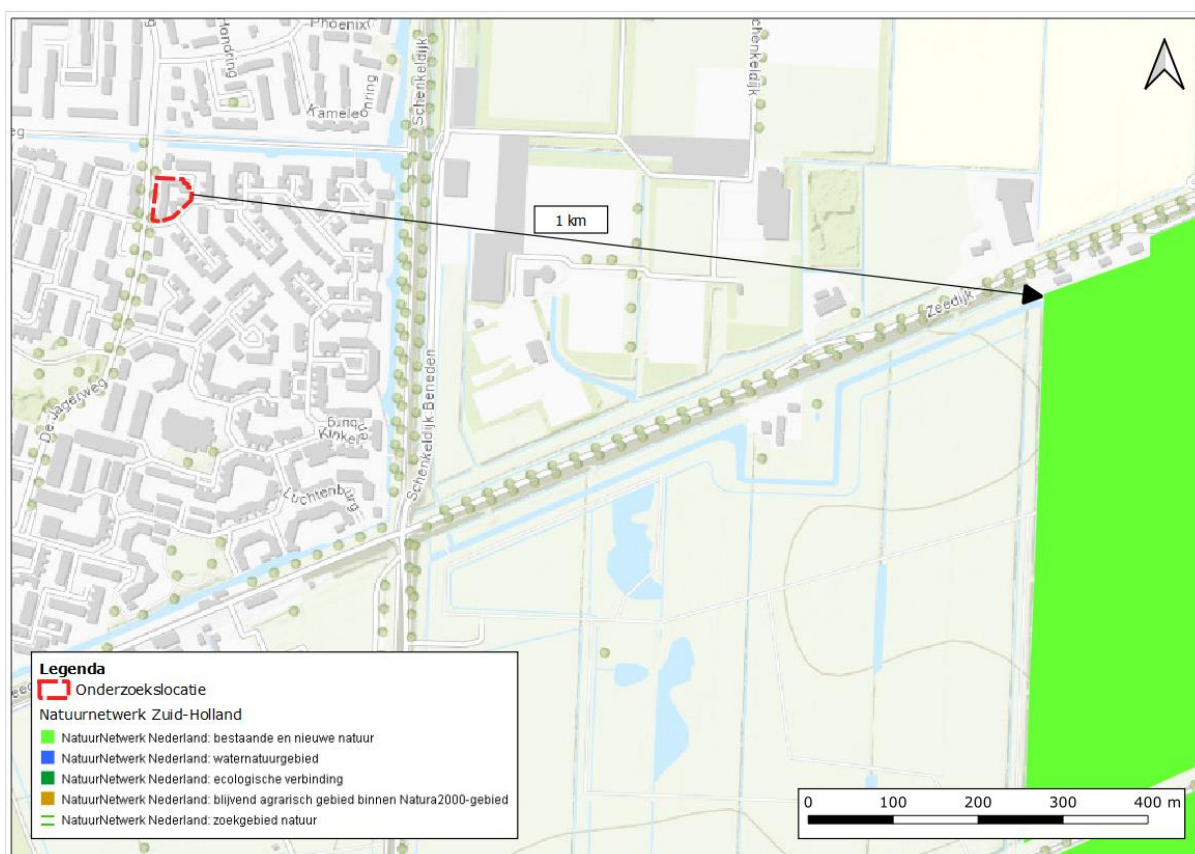 Phoenix
Hondring
Kameleonring
Schenkeldijk
1 km
Zeedijk
De Jagerweg
Schenkeldijk Beneden
Luchtenburg
Legenda
Onderzoekslocatie
Natuurnetwerk Zuid-Holland
NatuurNetwerk Nederland: bestaande en nieuwe natuur
NatuurNetwerk Nederland: waternatuurgebied
NatuurNetwerk Nederland: ecologische verbinding
NatuurNetwerk Nederland: blijvend agrarisch gebied binnen Natura2000-gebied
NatuurNetwerk Nederland: zoekgebied natuur
0 100 200 300 400 m